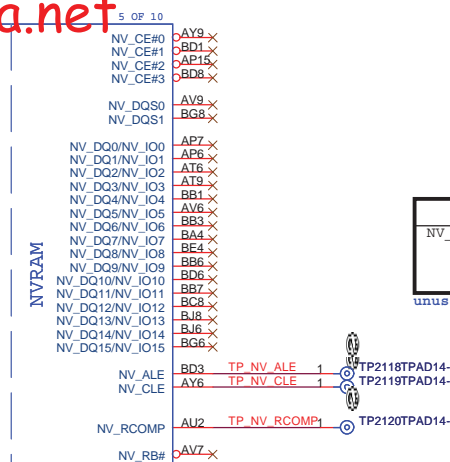 a.net
5 OF 10
NV_CE#0 AY9
NV_CE#1 BD1
NV_CE#2 AP15
NV_CE#3 BD8
NV_DQS0 AV9
NV_DQS1 BG8
NV_DQ0/NV_IO0 AP7
NV_DQ1/NV_IO1 AP6
NV_DQ2/NV_IO2 AT6
NV_DQ3/NV_IO3 AT9
NV_DQ4/NV_IO4 BB1
NV_DQ5/NV_IO5 AV6
NV_DQ6/NV_IO6 BB3
NV_DQ7/NV_IO7 BA4
NV_DQ8/NV_IO8 BE4
NV_DQ9/NV_IO9 BB6
NV_DQ10/NV_IO10 BD6
NV_DQ11/NV_IO11 BB7
NV_DQ12/NV_IO12 BC8
NV_DQ13/NV_IO13 BJ8
NV_DQ14/NV_IO14 BJ6
NV_DQ15/NV_IO15 BG6
NVRAM
NV_
unus
NV_ALE BD3 TP_NV_ALE 1 TP2118TPAD14-
NV_CLE AY6 TP_NV_CLE 1 TP2119TPAD14-
NV_RCOMP AU2 TP_NV_RCOMP1 TP2120TPAD14-
NV_RB# AV7